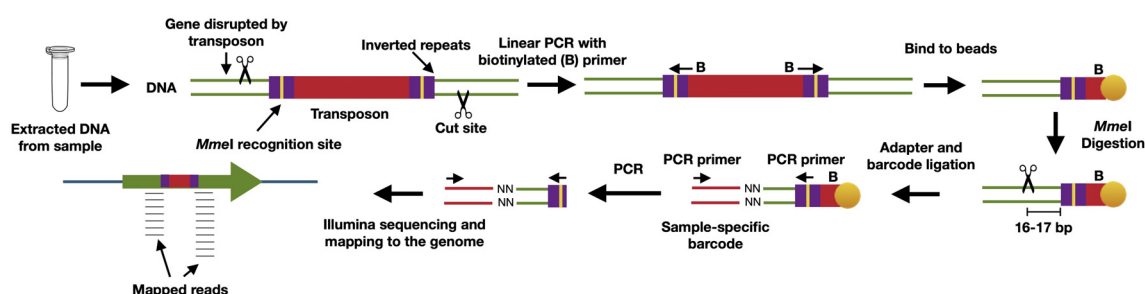 Gene disrupted by
transposon
Inverted repeats
Linear PCR with
biotinylated (B) primer
Bind to beads
DNA
B
B
B
Extracted DNA
from sample
MmeI recognition site
Transposon
Cut site
MmeI
Digestion
Adapter and
barcode ligation
PCR
PCR primer
PCR primer
B
B
NN
NN
NN
NN
16-17 bp
Illumina sequencing and
mapping to the genome
Sample-specific
barcode
Mapped reads